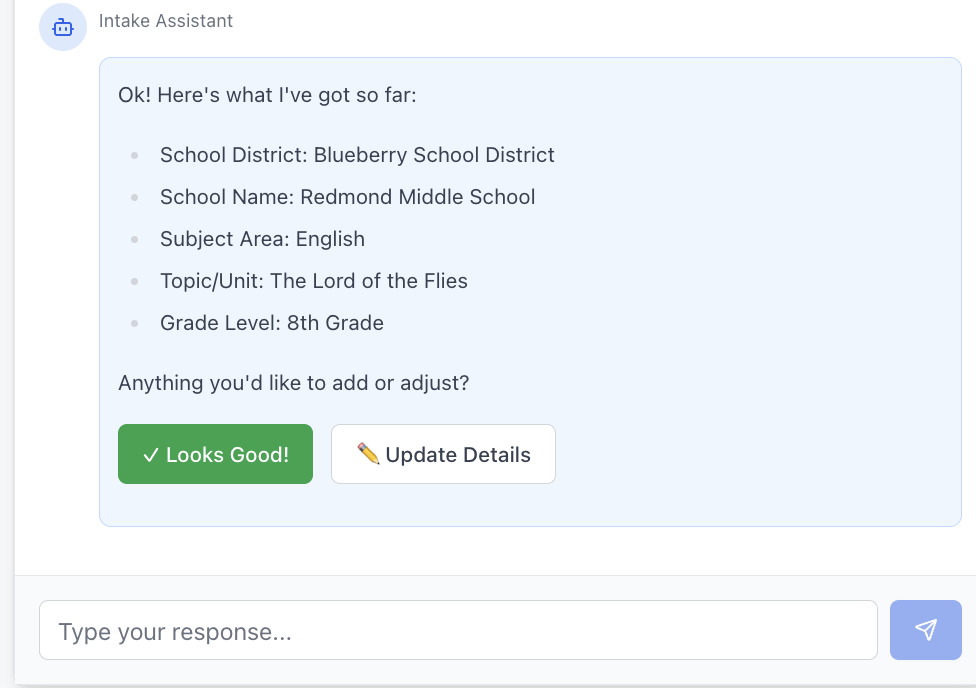 Intake Assistant
Ok! Here's what I've got so far:
School District: Blueberry School District
School Name: Redmond Middle School
Subject Area: English
Topic/Unit: The Lord of the Flies
Grade Level: 8th Grade
Anything you'd like to add or adjust?
✓ Looks Good! ✏️ Update Details
Type your response...